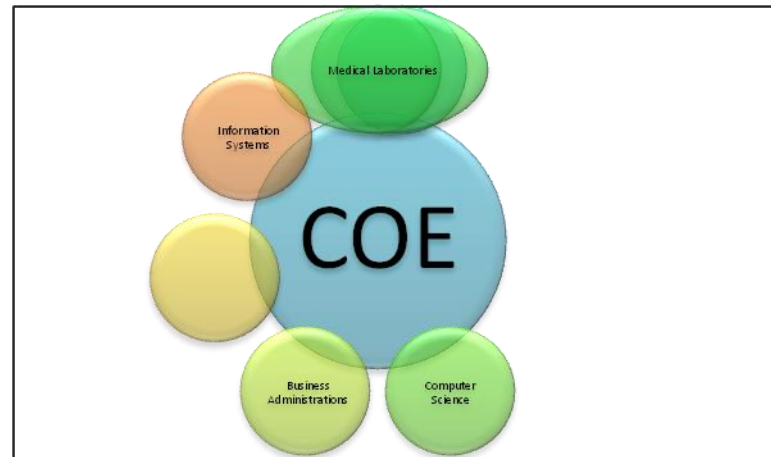 Medical Laboratories
Information
Systems
COE
Business
Administrations
Computer
Science